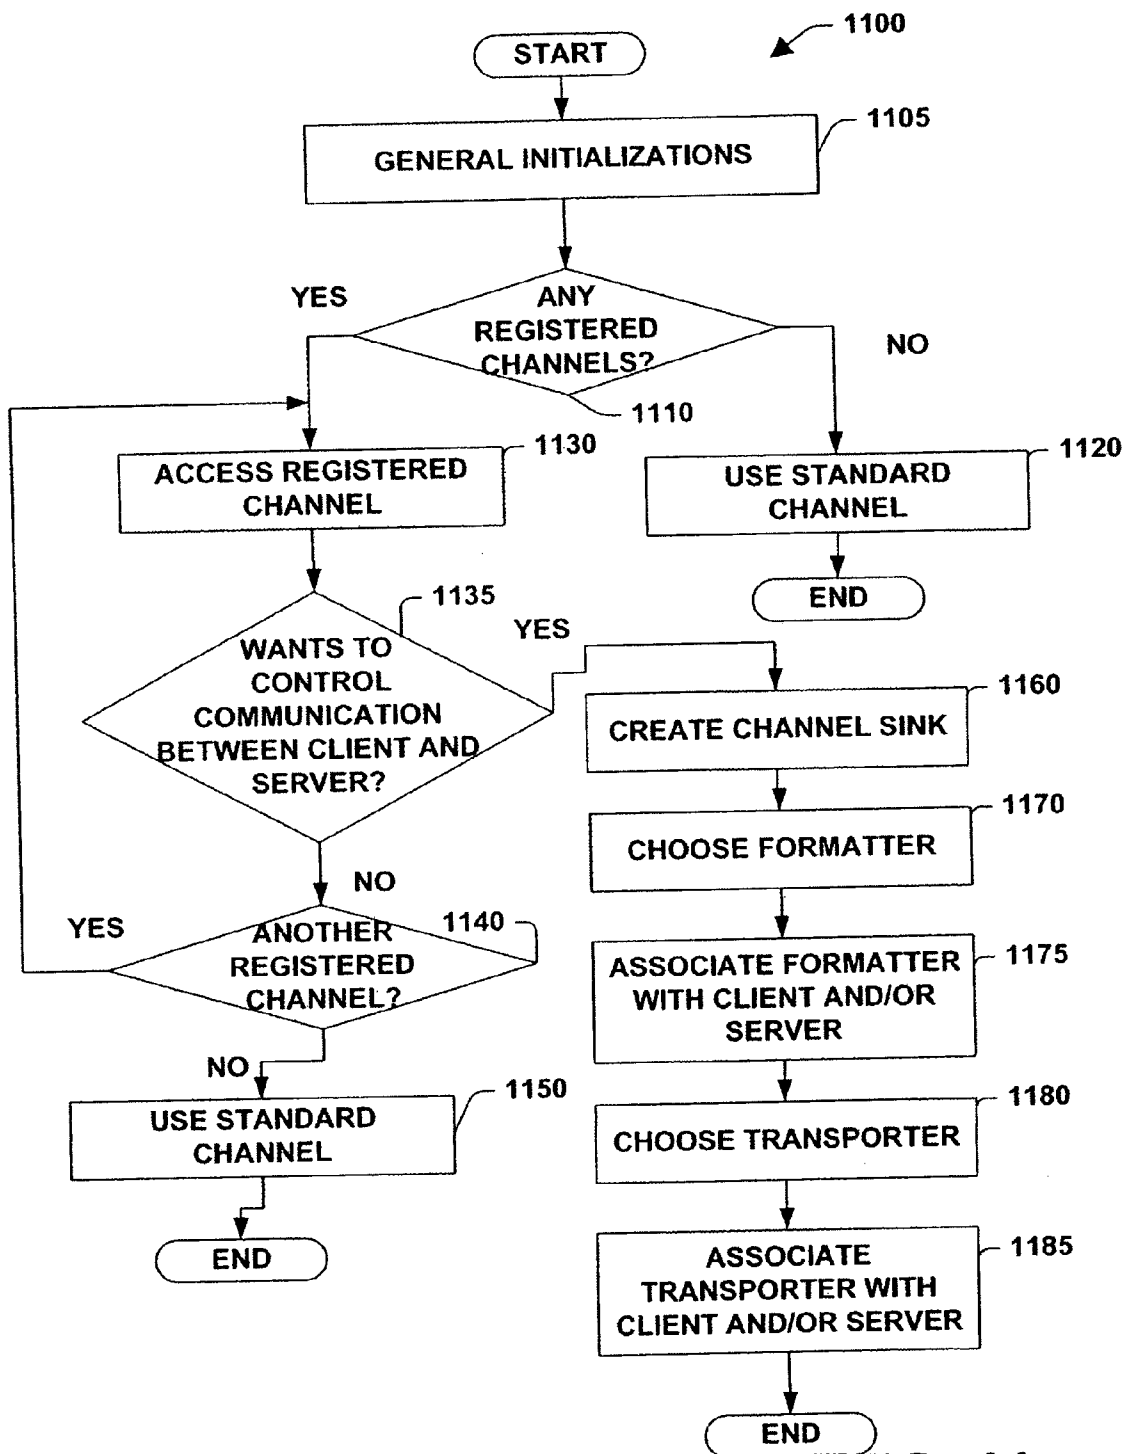 1100
START
1105
GENERAL INITIALIZATIONS
YES
ANY
REGISTERED
CHANNELS?
NO
1110
1130
ACCESS REGISTERED
CHANNEL
1120
USE STANDARD
CHANNEL
END
1135
YES
WANTS TO
CONTROL
COMMUNICATION
BETWEEN CLIENT AND
SERVER?
1160
CREATE CHANNEL SINK
1170
CHOOSE FORMATTER
NO
YES
1140
ANOTHER
REGISTERED
CHANNEL?
1175
ASSOCIATE FORMATTER
WITH CLIENT AND/OR
SERVER
NO
1150
USE STANDARD
CHANNEL
1180
CHOOSE TRANSPORTER
END
1185
ASSOCIATE
TRANSPORTER WITH
CLIENT AND/OR SERVER
END